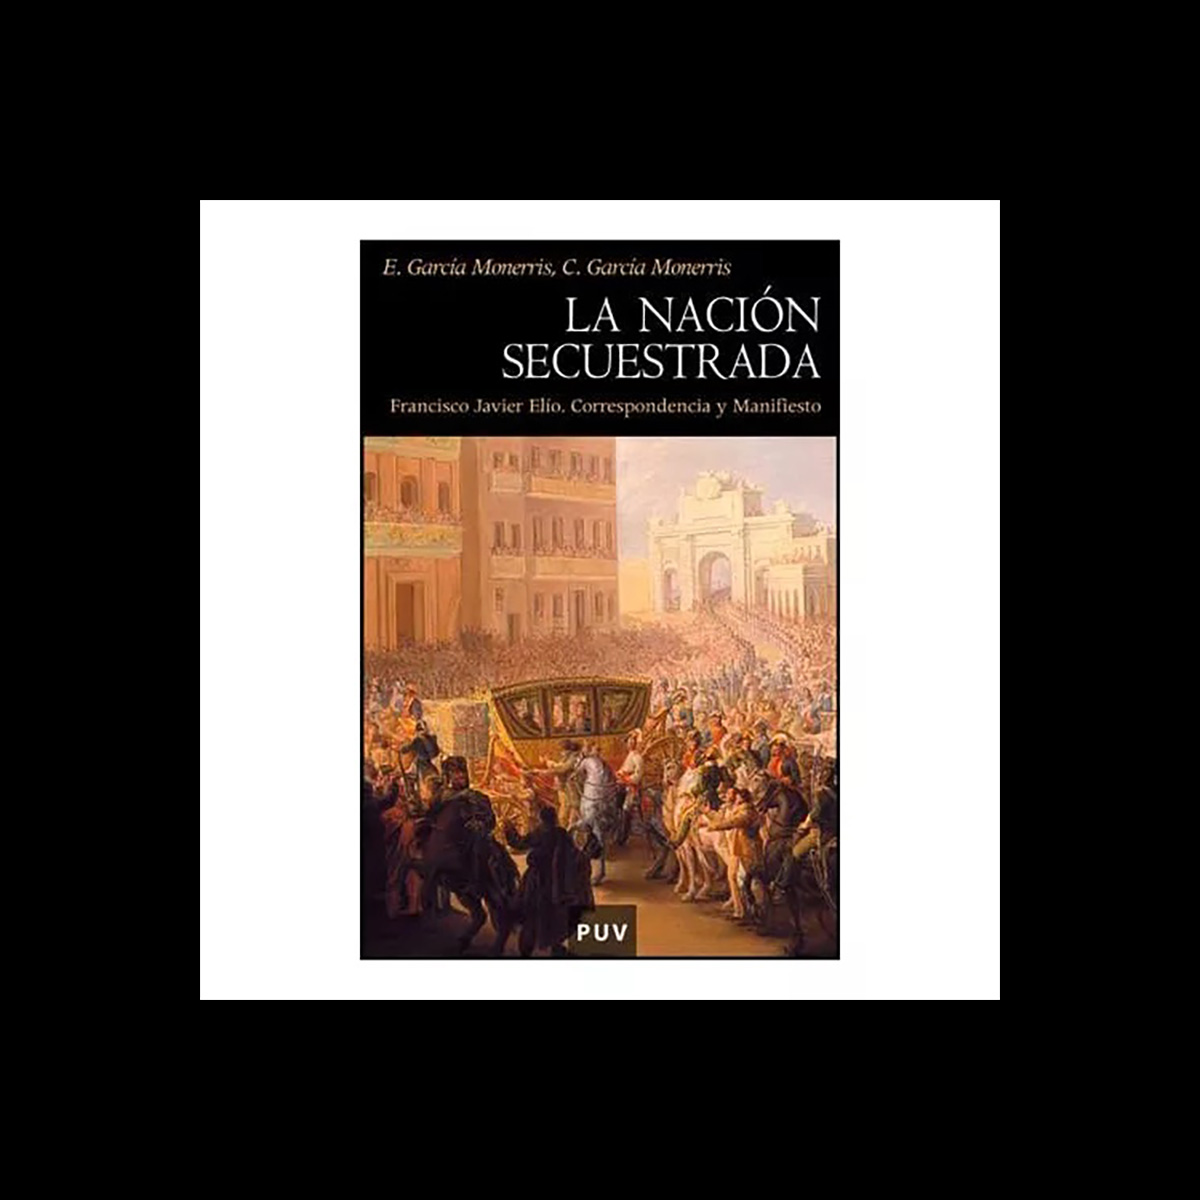 E. García Monerris, C. García Monerris
LA NACIÓN
SECUESTRADA
Francisco Javier Elío. Correspondencia y Manifiesto
PUV